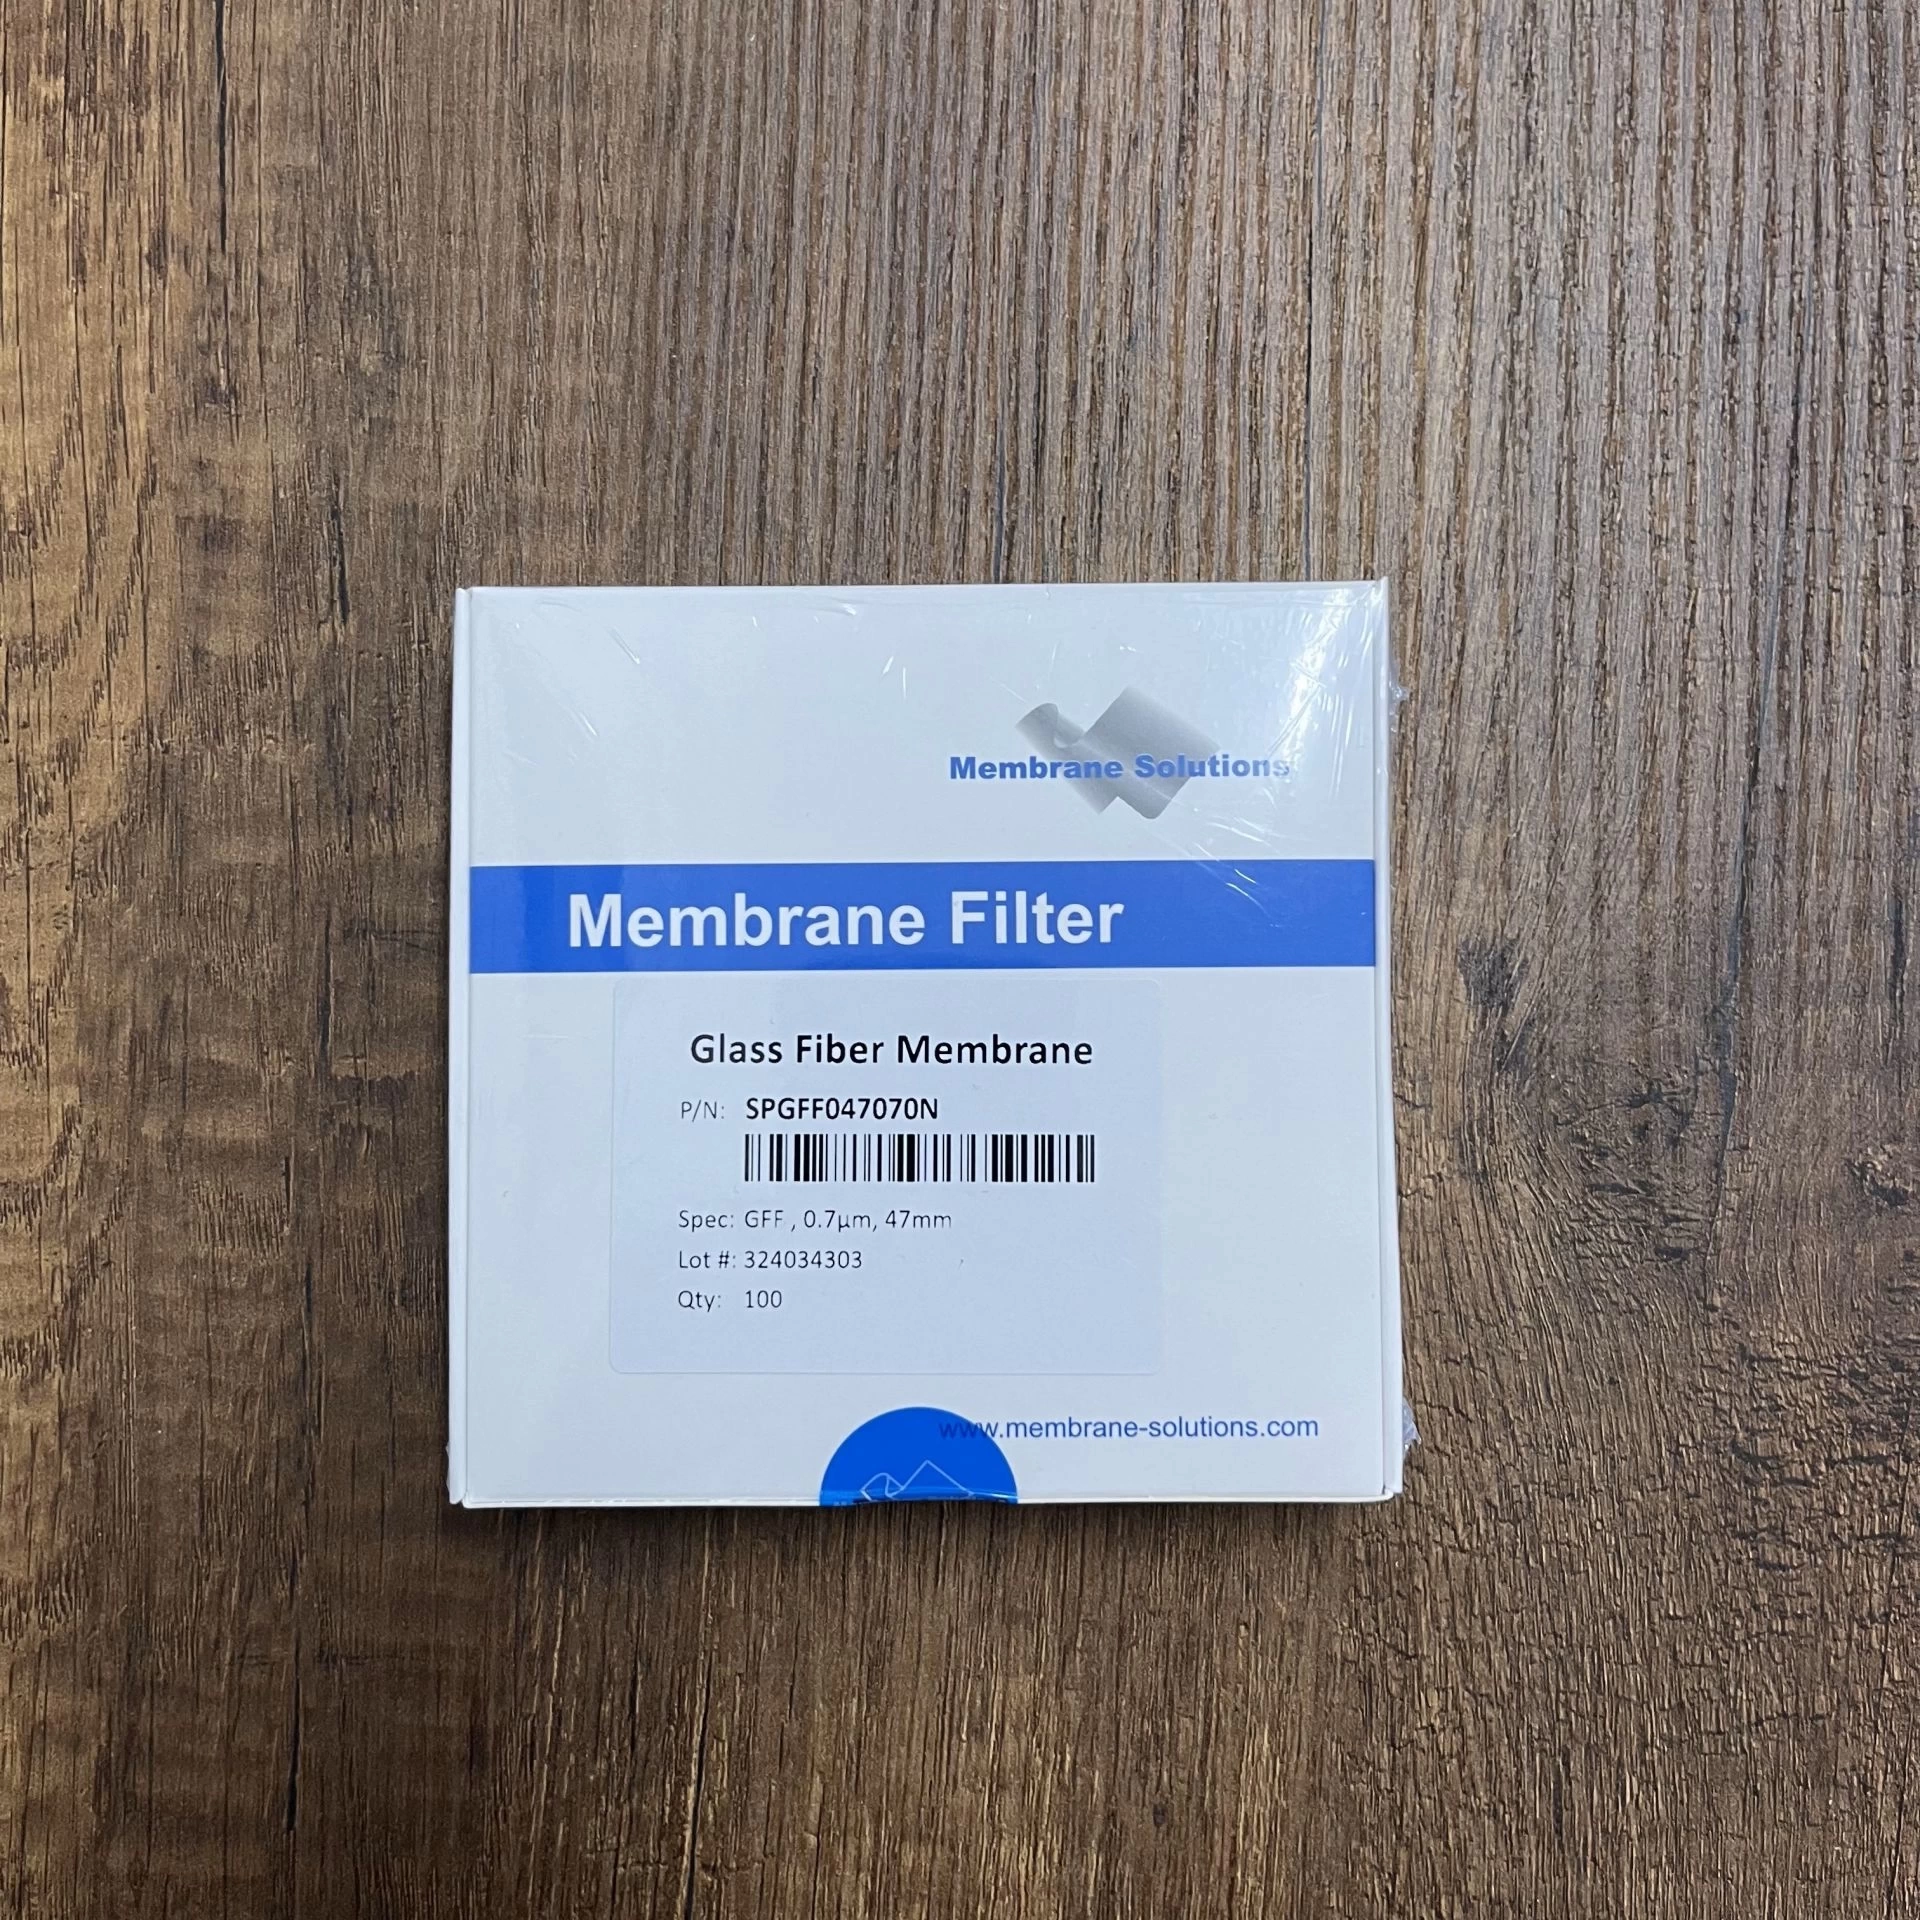 Membrane Solutions
Membrane Filter
Glass Fiber Membrane
P/N: SPGFF047070N
Spec: GFF , 0.7µm, 47mm
Lot #: 324034303
Qty: 100
www.membrane-solutions.com